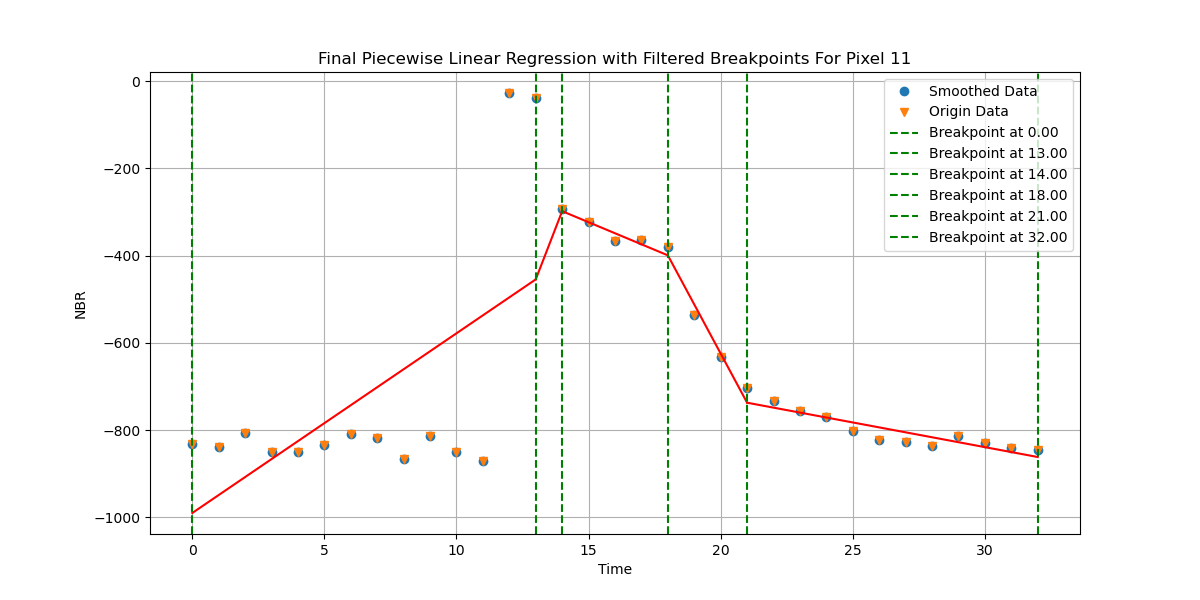 Final Piecewise Linear Regression with Filtered Breakpoints For Pixel 11
Smoothed Data
Origin Data
Breakpoint at 0.00
Breakpoint at 13.00
Breakpoint at 14.00
Breakpoint at 18.00
Breakpoint at 21.00
Breakpoint at 32.00
NBR
0
−200
−400
−600
−800
−1000
0 5 10 15 20 25 30
Time